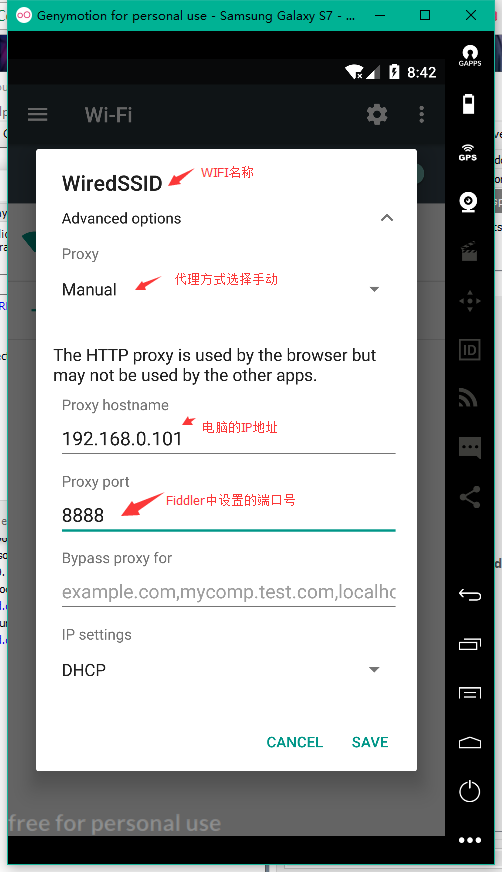 Genymotion for personal use - Samsung Galaxy S7 - ...
8:42
GAPPS
Wi-Fi
GPS
WiredSSID
WIFI名称
Advanced options
Proxy
Manual
代理方式选择手动
ID
The HTTP proxy is used by the browser but
may not be used by the other apps.
Proxy hostname
192.168.0.101
电脑的IP地址
Proxy port
8888
Fiddler中设置的端口号
Bypass proxy for
example.com,mycomp.test.com,localho
IP settings
DHCP
CANCEL
SAVE
free for personal use